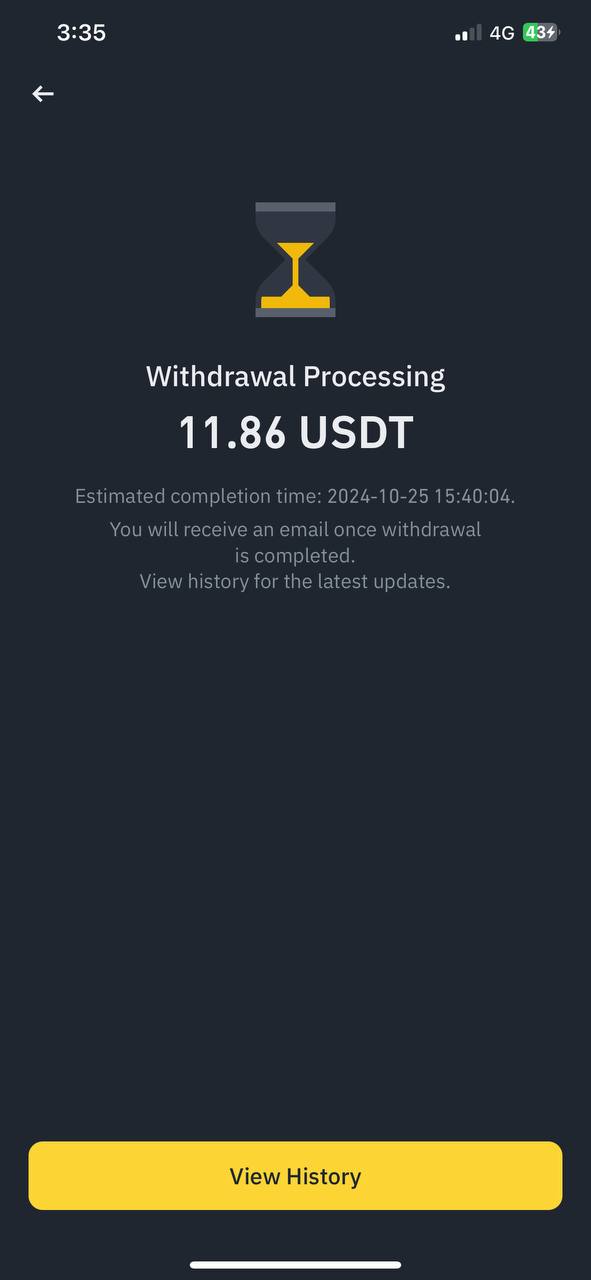 3:35
4G 43
Withdrawal Processing
11.86 USDT
Estimated completion time: 2024-10-25 15:40:04.
You will receive an email once withdrawal
is completed.
View history for the latest updates.
View History